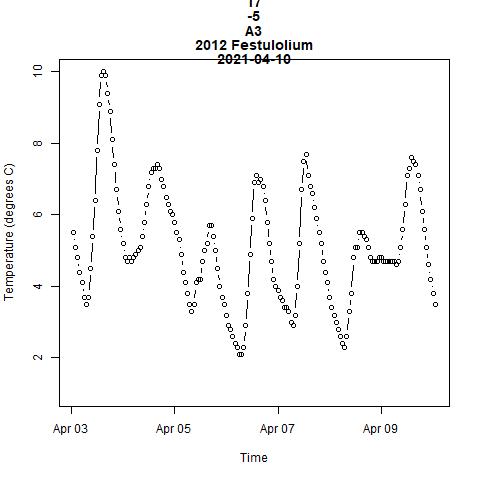 17
-5
A3
2012 Festulolium
2021-04-10
Temperature (degrees C)
10
8
6
4
2
Apr 03
Apr 05
Apr 07
Apr 09
Time